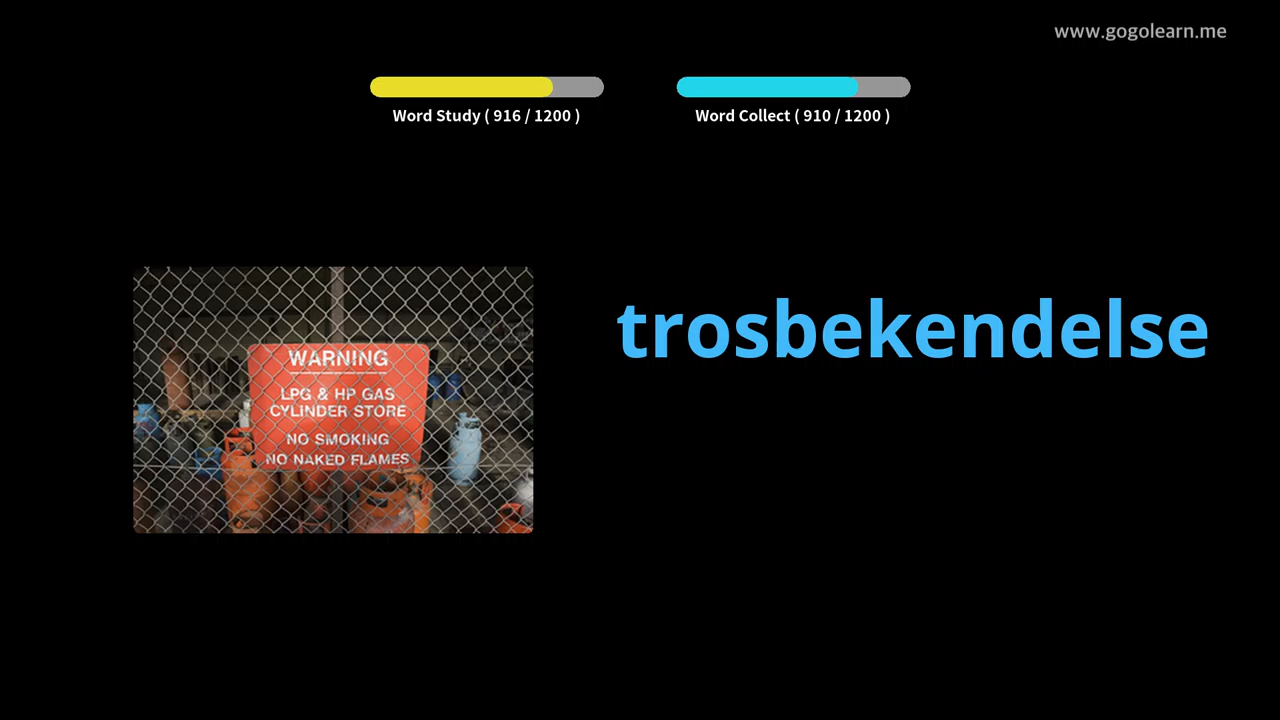 www.gogolearn.me
Word Study ( 916 / 1200 )
Word Collect ( 910 / 1200 )
trosbekendelse
WARNING
LPG & HP GAS
CYLINDER STORE
NO SMOKING
NO NAKED FLAMES